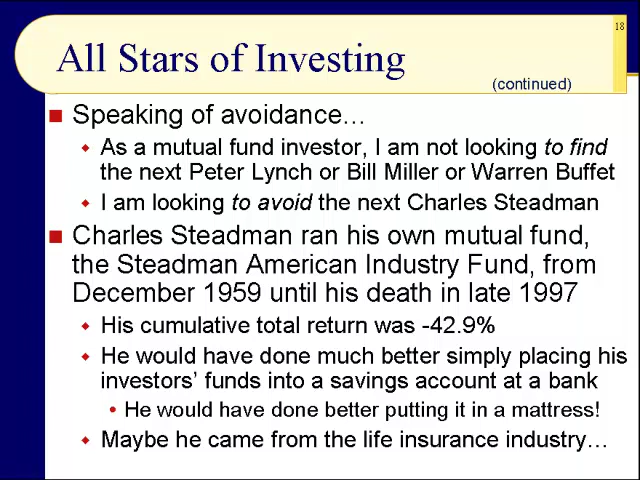 18
All Stars of Investing
(continued)
Speaking of avoidance…
As a mutual fund investor, I am not looking to find
the next Peter Lynch or Bill Miller or Warren Buffet
I am looking to avoid the next Charles Steadman
Charles Steadman ran his own mutual fund,
the Steadman American Industry Fund, from
December 1959 until his death in late 1997
His cumulative total return was -42.9%
He would have done much better simply placing his
investors’ funds into a savings account at a bank
He would have done better putting it in a mattress!
Maybe he came from the life insurance industry…